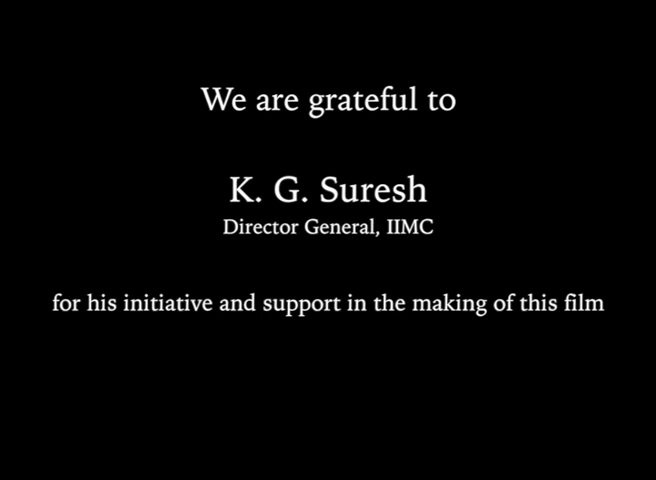 We are grateful to
K. G. Suresh
Director General, IIMC
for his initiative and support in the making of this film